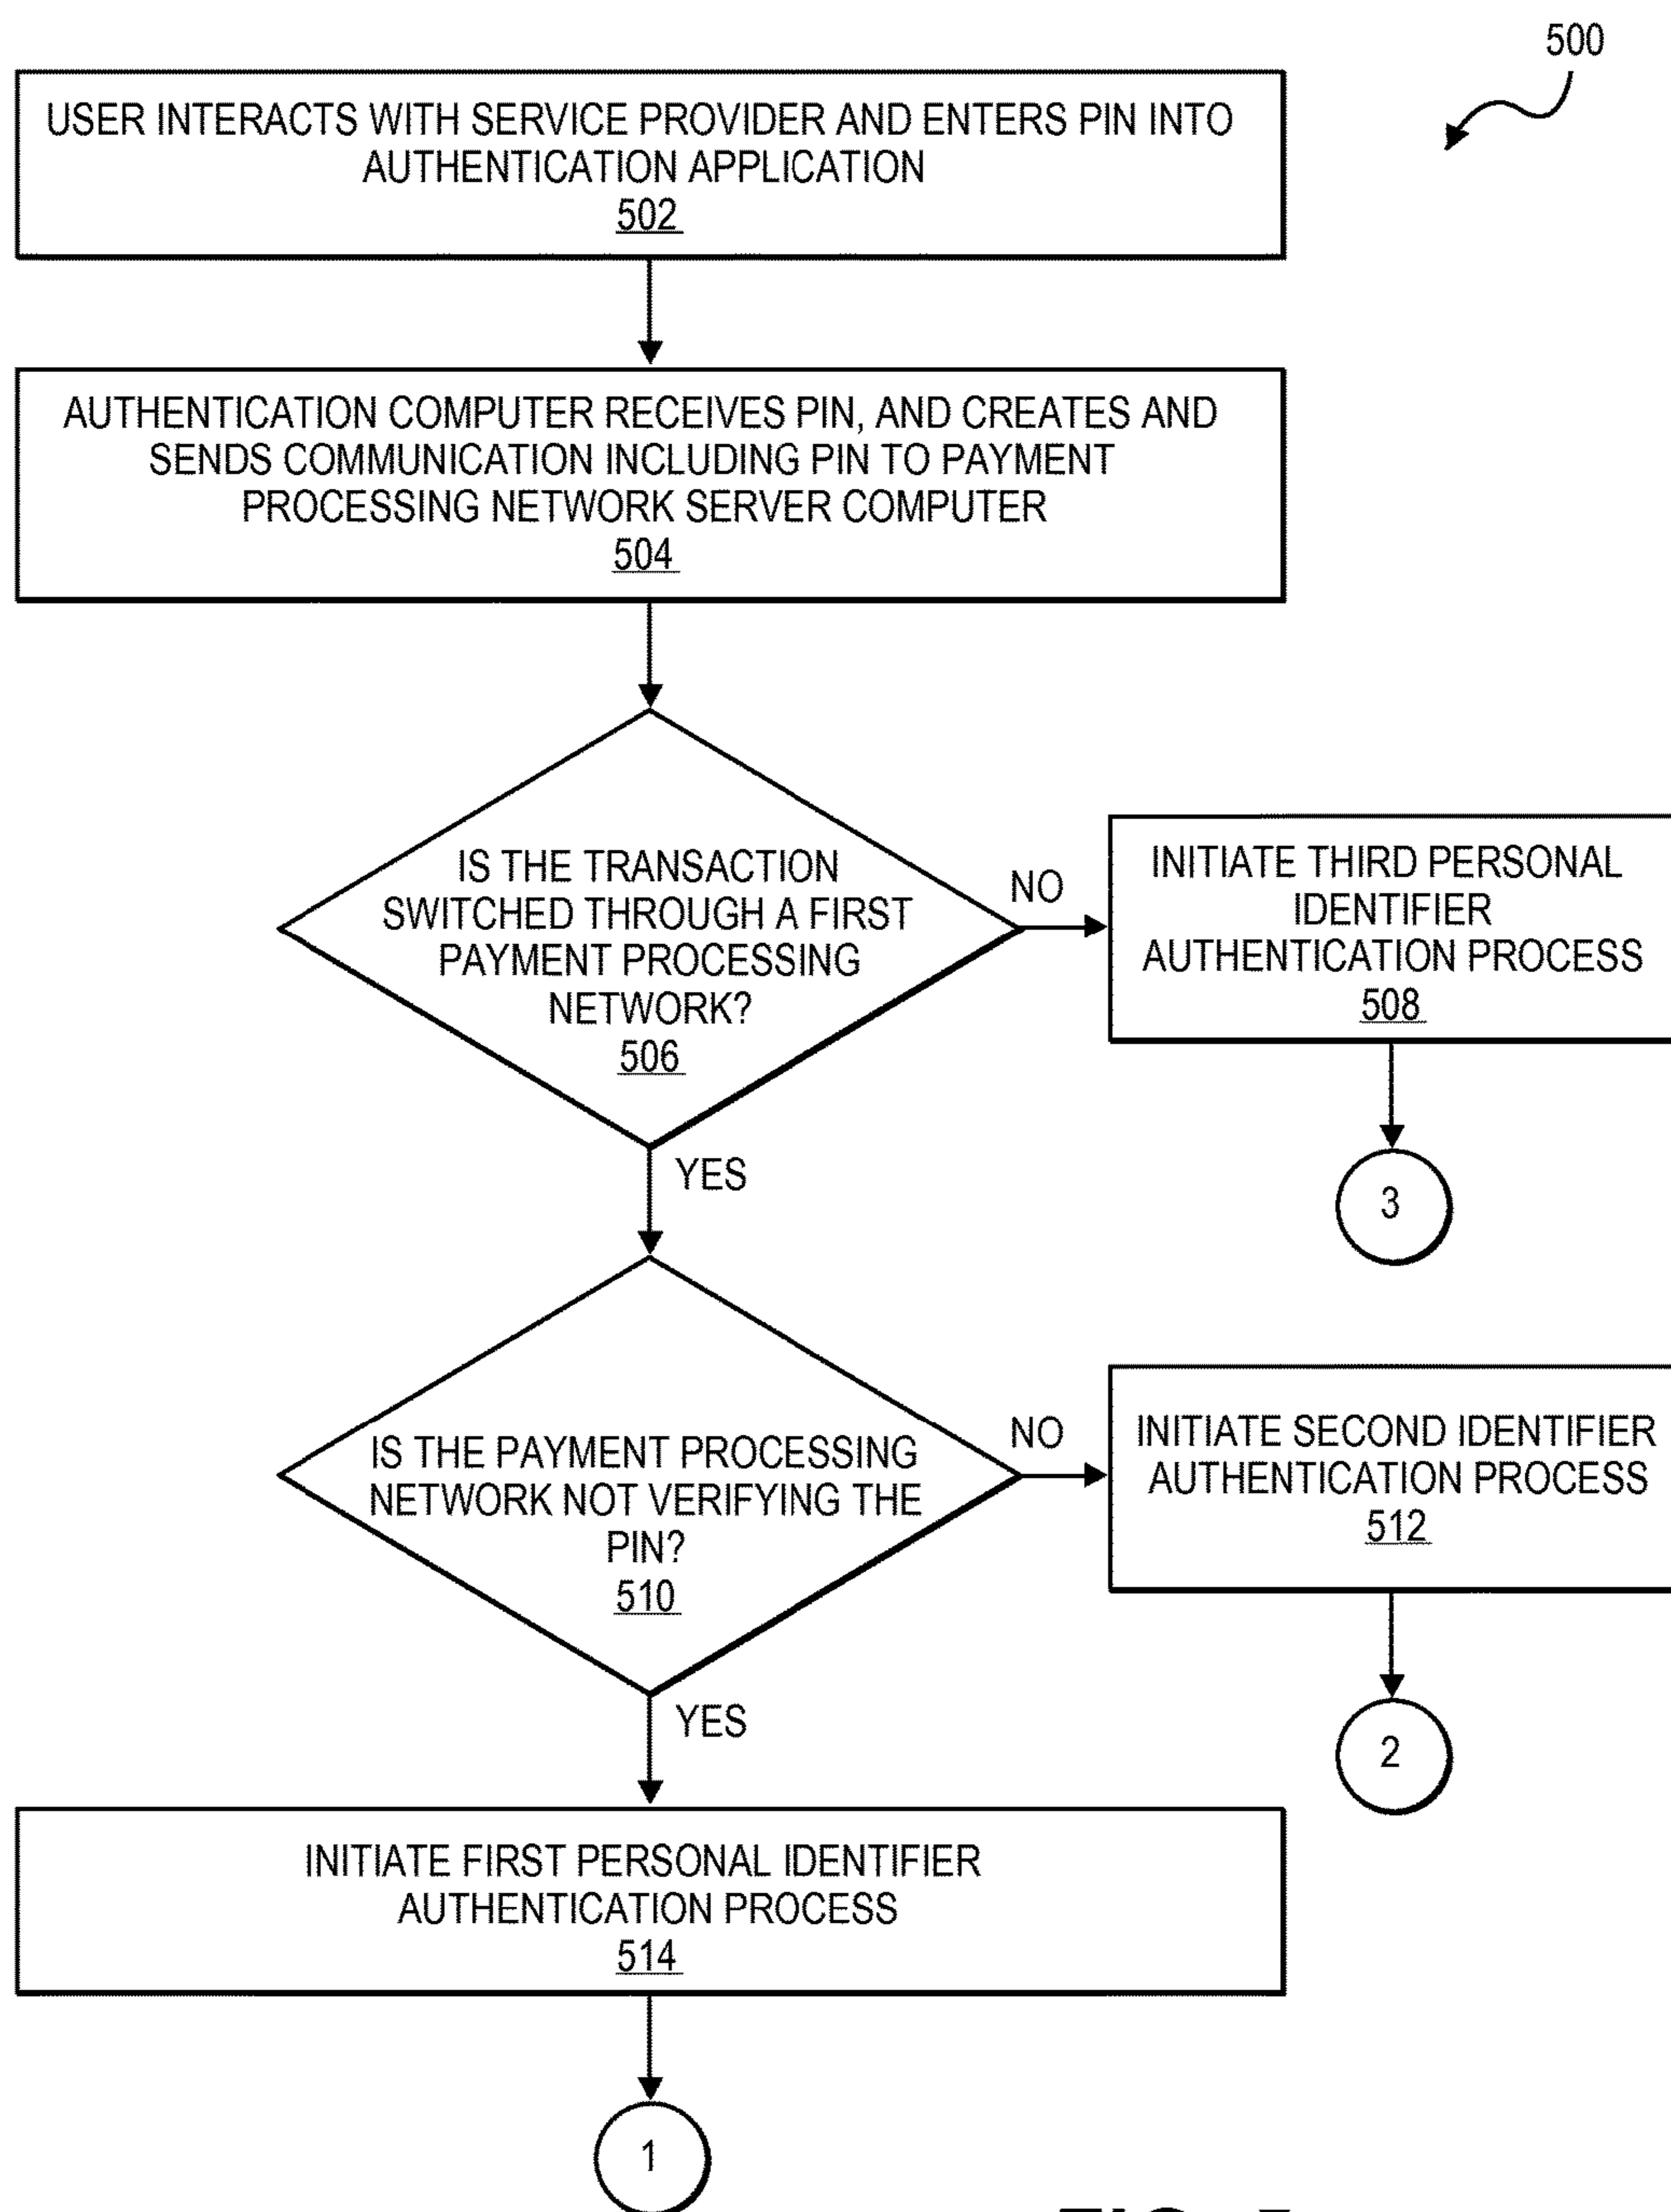 500
USER INTERACTS WITH SERVICE PROVIDER AND ENTERS PIN INTO
AUTHENTICATION APPLICATION
502
AUTHENTICATION COMPUTER RECEIVES PIN, AND CREATES AND
SENDS COMMUNICATION INCLUDING PIN TO PAYMENT
PROCESSING NETWORK SERVER COMPUTER
504
IS THE TRANSACTION
SWITCHED THROUGH A FIRST
PAYMENT PROCESSING
NETWORK?
506
NO
INITIATE THIRD PERSONAL
IDENTIFIER
AUTHENTICATION PROCESS
508
3
YES
IS THE PAYMENT PROCESSING
NETWORK NOT VERIFYING THE
PIN?
510
NO
INITIATE SECOND IDENTIFIER
AUTHENTICATION PROCESS
512
2
YES
INITIATE FIRST PERSONAL IDENTIFIER
AUTHENTICATION PROCESS
514
1